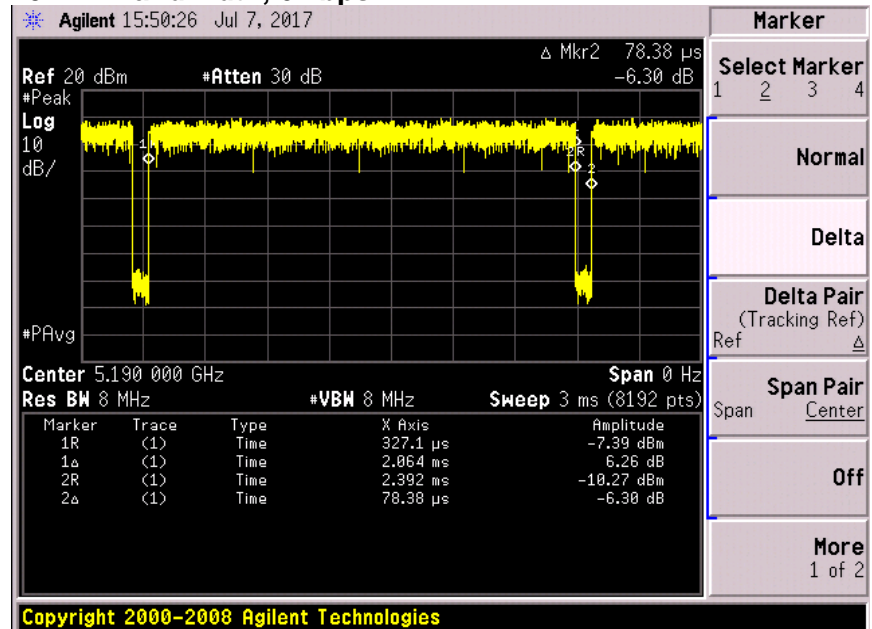 Agilent 15:50:26 Jul 7, 2017
Marker
Δ Mkr2 78.38 µs
Ref 20 dBm #Atten 30 dB -6.30 dB
#Peak
Log
10
dB/
1
1
2R
2
#PAvg
Center 5.190 000 GHz Span 0 Hz
Res BW 8 MHz #VBW 8 MHz Sweep 3 ms (8192 pts)
Marker Trace Type X Axis Amplitude
1R (1) Time 327.1 µs -7.39 dBm
1Δ (1) Time 2.064 ms 6.26 dB
2R (1) Time 2.392 ms -10.27 dBm
2Δ (1) Time 78.38 µs -6.30 dB
Select Marker
1 2 3 4
Normal
Delta
Delta Pair
(Tracking Ref)
Ref Δ
Span Pair
Span Center
Off
More
1 of 2
Copyright 2000-2008 Agilent Technologies